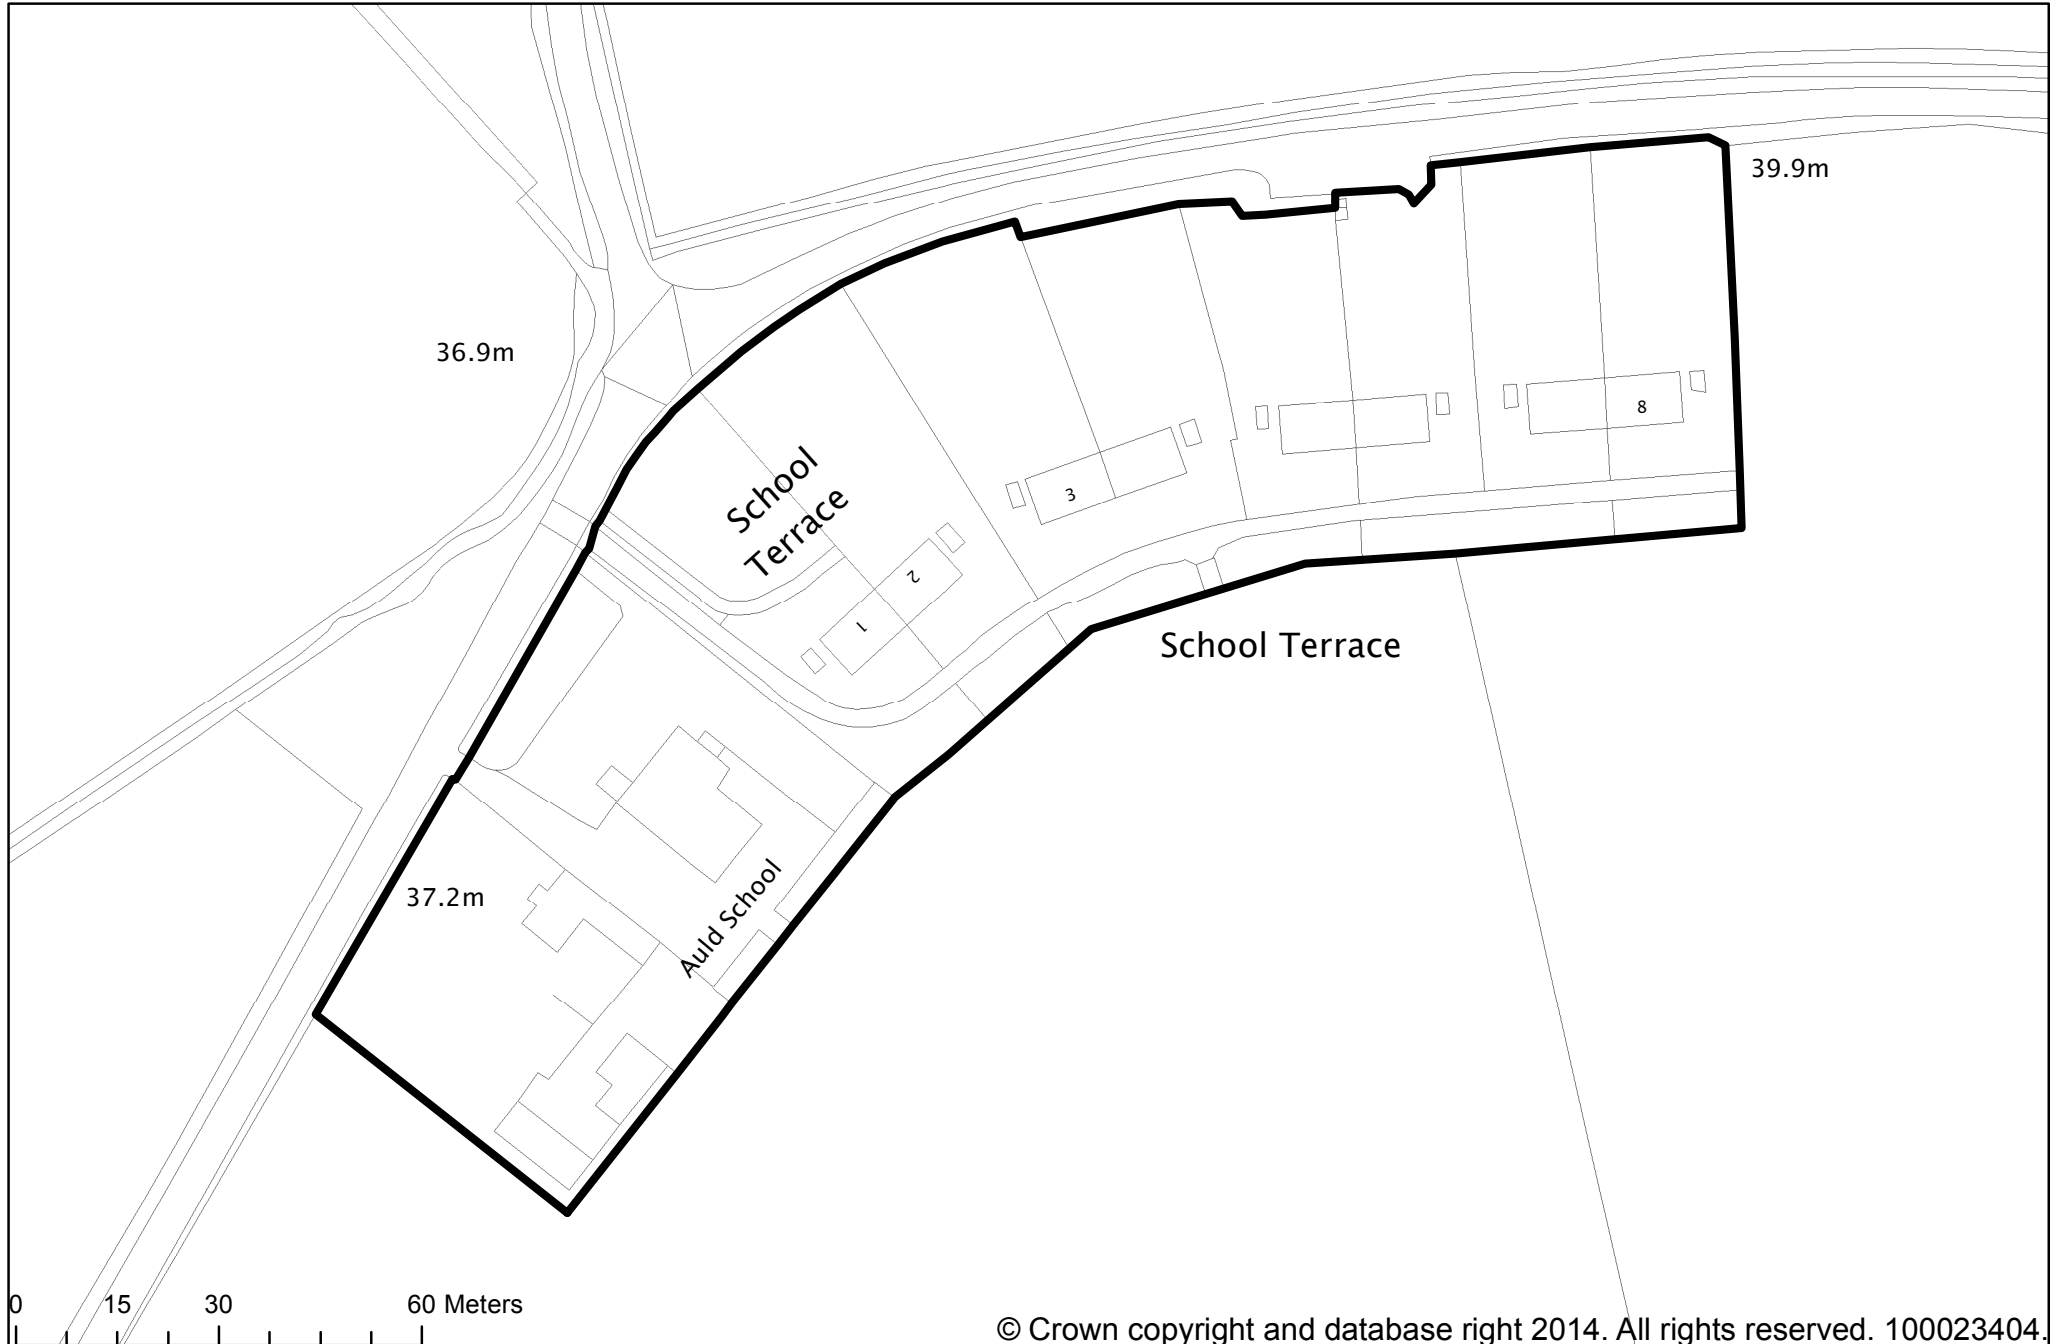 39.9m
36.9m
8
School
Terrace
3
2
1
School Terrace
Auld School
37.2m
0 15 30 60 Meters
© Crown copyright and database right 2014. All rights reserved. 100023404.